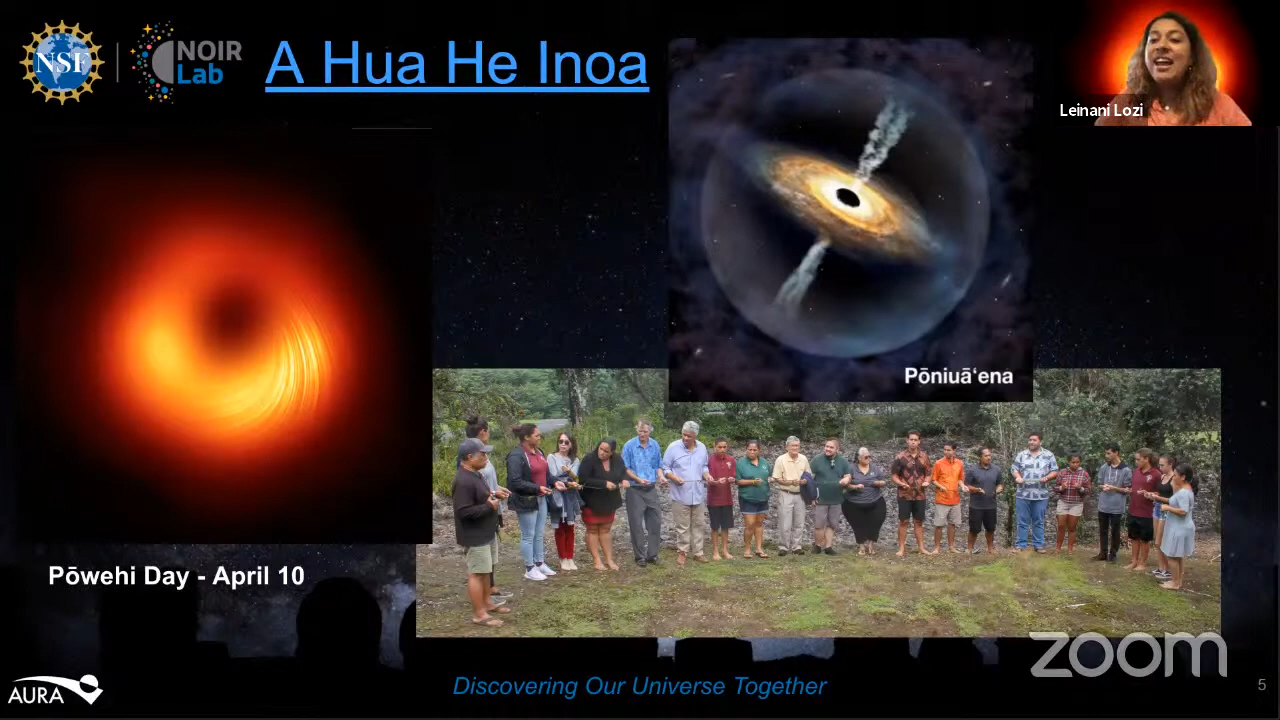 NSF
NOIR
Lab
A Hua He Inoa
Leinani Lozi
Pōniuāʻena
Pōwehi Day - April 10
zoom
AURA
Discovering Our Universe Together
5